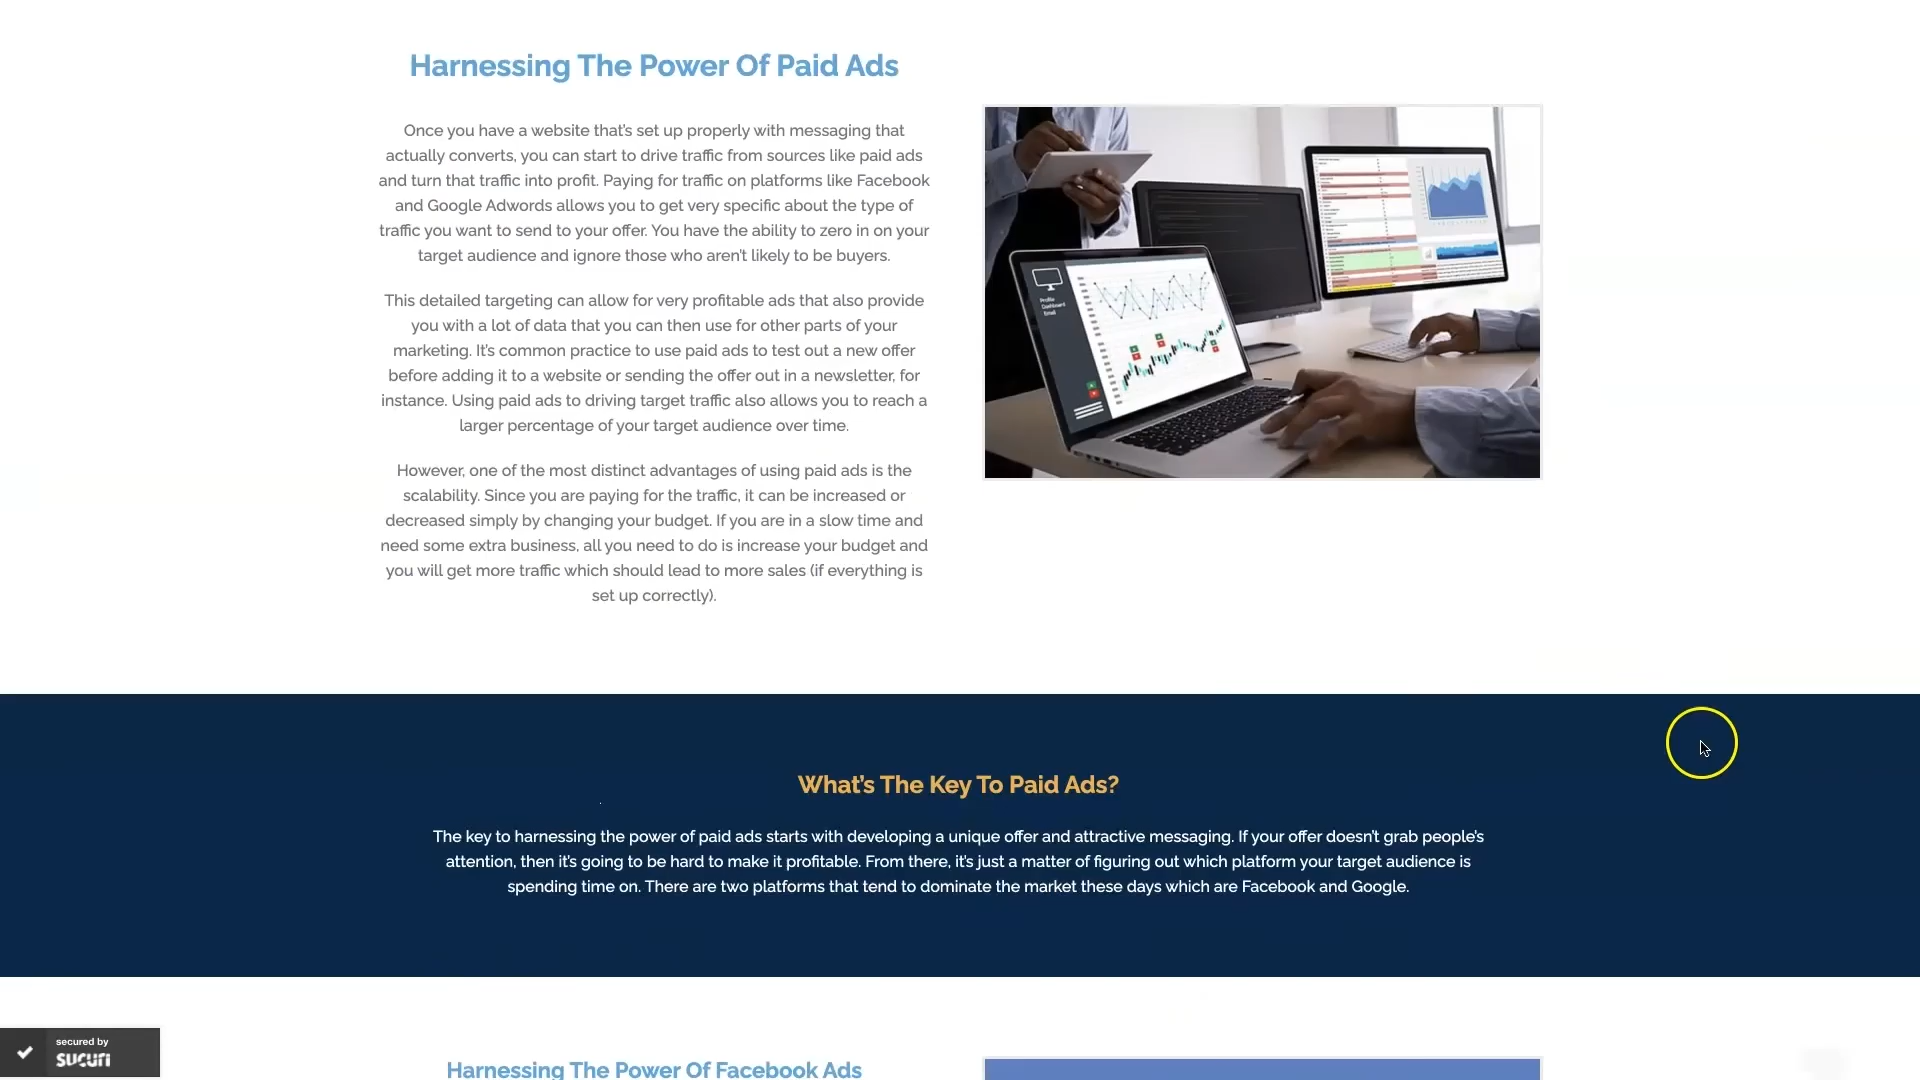 Harnessing The Power Of Paid Ads
Once you have a website that's set up properly with messaging that
actually converts, you can start to drive traffic from sources like paid ads
and turn that traffic into profit. Paying for traffic on platforms like Facebook
and Google Adwords allows you to get very specific about the type of
traffic you want to send to your offer. You have the ability to zero in on your
target audience and ignore those who aren't likely to be buyers.
This detailed targeting can allow for very profitable ads that also provide
you with a lot of data that you can then use for other parts of your
marketing. It's common practice to use paid ads to test out a new offer
before adding it to a website or sending the offer out in a newsletter, for
instance. Using paid ads to driving target traffic also allows you to reach a
larger percentage of your target audience over time.
However, one of the most distinct advantages of using paid ads is the
scalability. Since you are paying for the traffic, it can be increased or
decreased simply by changing your budget. If you are in a slow time and
need some extra business, all you need to do is increase your budget and
you will get more traffic which should lead to more sales (if everything is
set up correctly).
Profile
Dashboard
Email
What's The Key To Paid Ads?
The key to harnessing the power of paid ads starts with developing a unique offer and attractive messaging. If your offer doesn't grab people's
attention, then it's going to be hard to make it profitable. From there, it's just a matter of figuring out which platform your target audience is
spending time on. There are two platforms that tend to dominate the market these days which are Facebook and Google.
secured by
sucuri
Harnessing The Power Of Facebook Ads